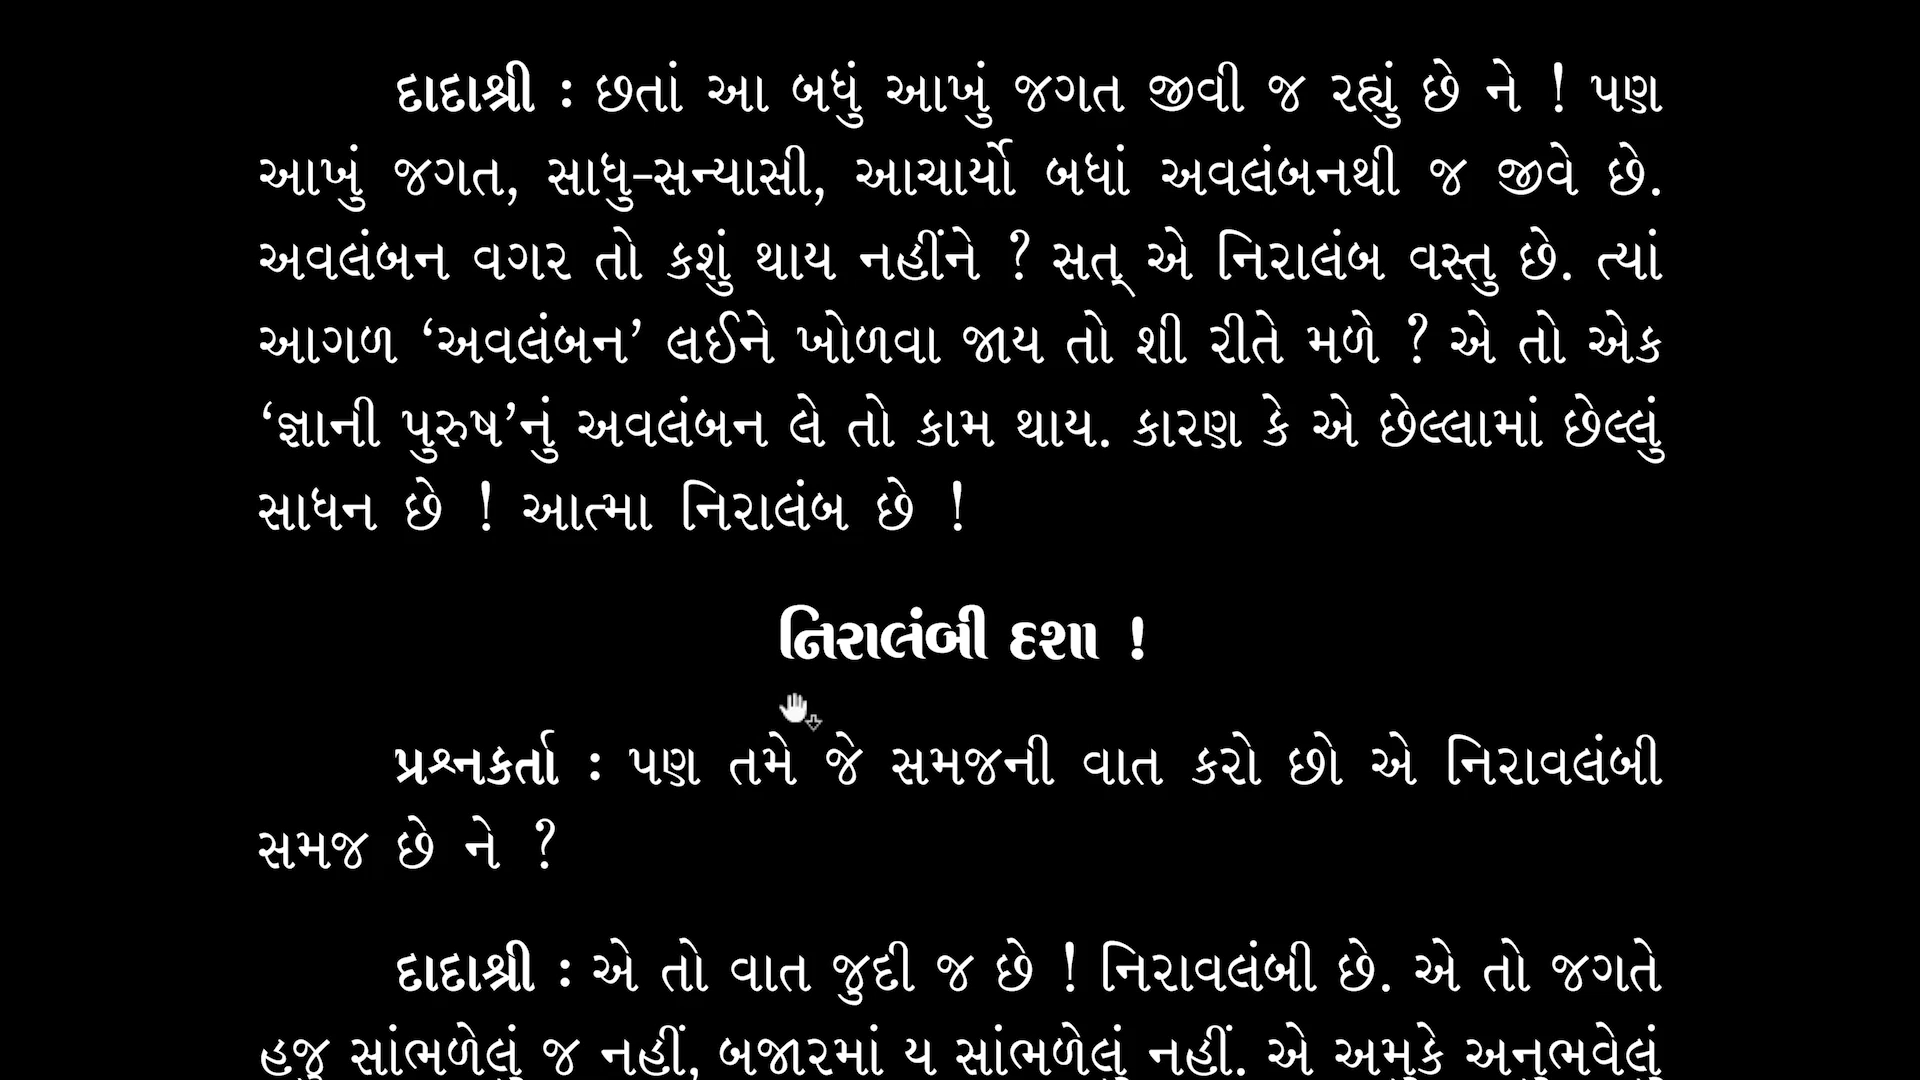 દાદાશ્રી : છતાં આ બધું આખું જગત જીવી જ રહ્યું છે ને ! પણ
આખું જગત, સાધુ-સન્યાસી, આચાર્યો બધાં અવલંબનથી જ જીવે છે.
અવલંબન વગર તો કશું થાય નહીંને ? સત્ એ નિરાલંબ વસ્તુ છે. ત્યાં
આગળ ‘અવલંબન’ લઈને ખોળવા જાય તો શી રીતે મળે ? એ તો એક
‘જ્ઞાની પુરુષ’નું અવલંબન લે તો કામ થાય. કારણ કે એ છેલ્લામાં છેલ્લું
સાધન છે ! આત્મા નિરાલંબ છે !
નિરાલંબી દશા !
પ્રશ્નકર્તા : પણ તમે જે સમજની વાત કરો છો એ નિરાવલંબી
સમજ છે ને ?
દાદાશ્રી : એ તો વાત જુદી જ છે ! નિરાવલંબી છે. એ તો જગતે
હજુ સાંભળેલું જ નહીં, બજારમાં ય સાંભળેલું નહીં. એ અમુકે અનુભવેલું